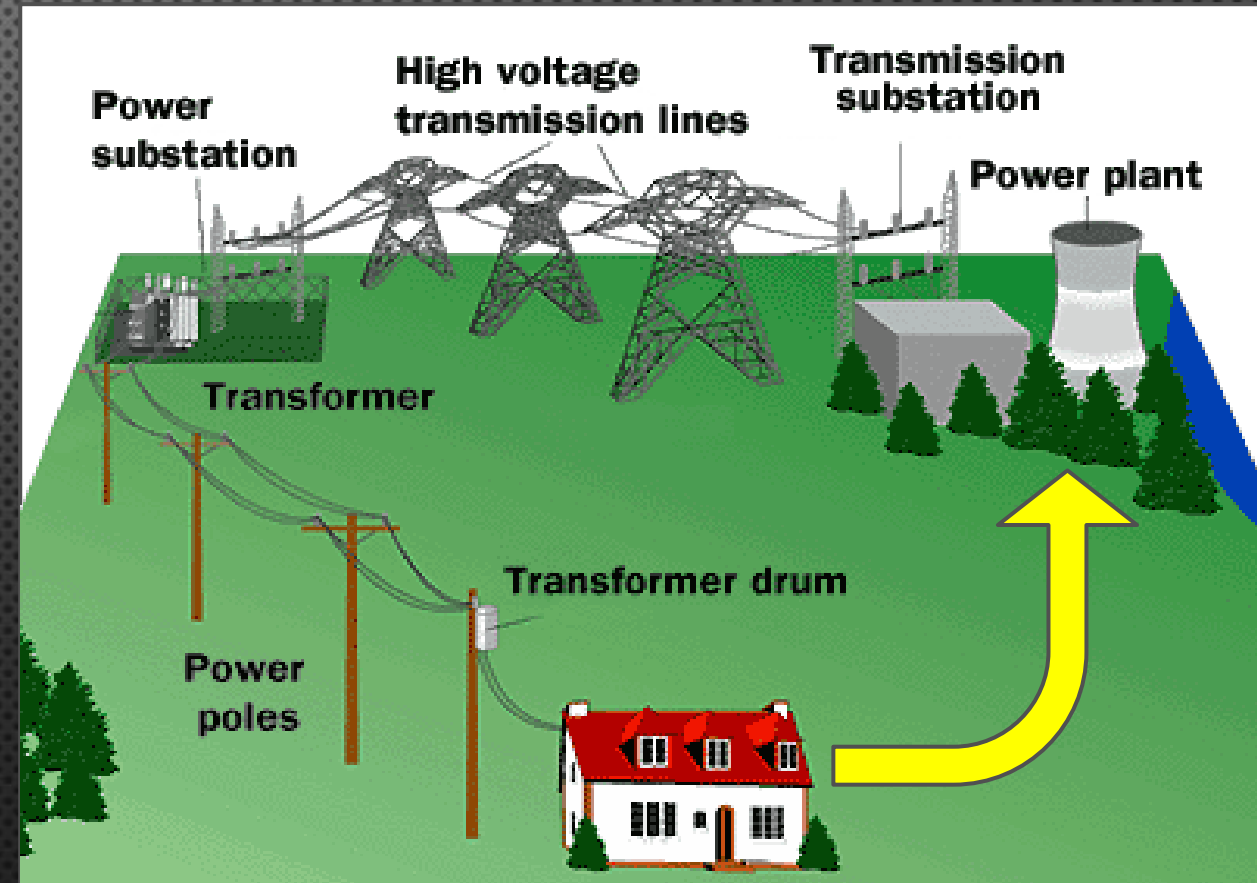 High voltage
transmission lines
Transmission
substation
Power
substation
Power plant
Transformer
Transformer drum
Power
poles